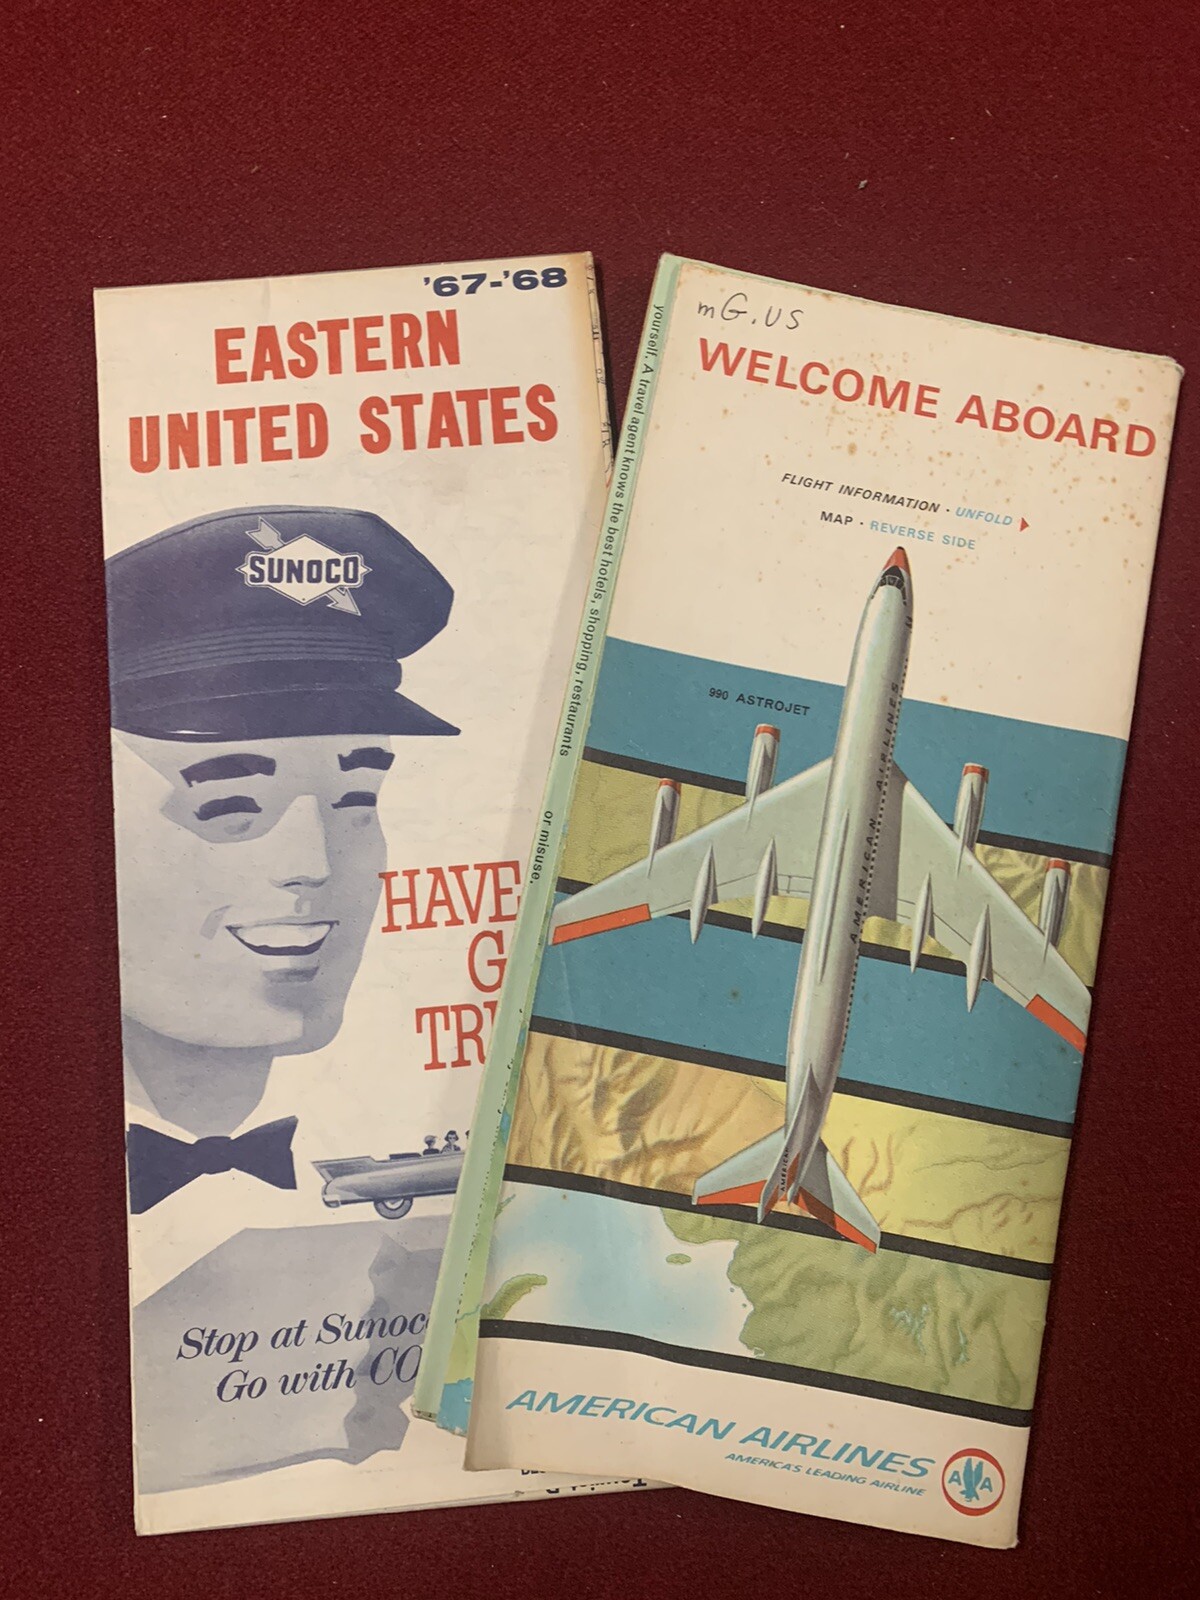 '67-'68
EASTERN
UNITED STATES
SUNOCO
HAVE
G
TR
Stop at Sunoc
Go with CO
yourself. A travel agent knows the best hotels, shopping, restaurants
or misuse.
mG.US
WELCOME ABOARD
FLIGHT INFORMATION · UNFOLD
MAP · REVERSE SIDE
990 ASTROJET
AMERICAN AIRLINES
AMERICAN
AMERICAN AIRLINES
AMERICA'S LEADING AIRLINE
AA